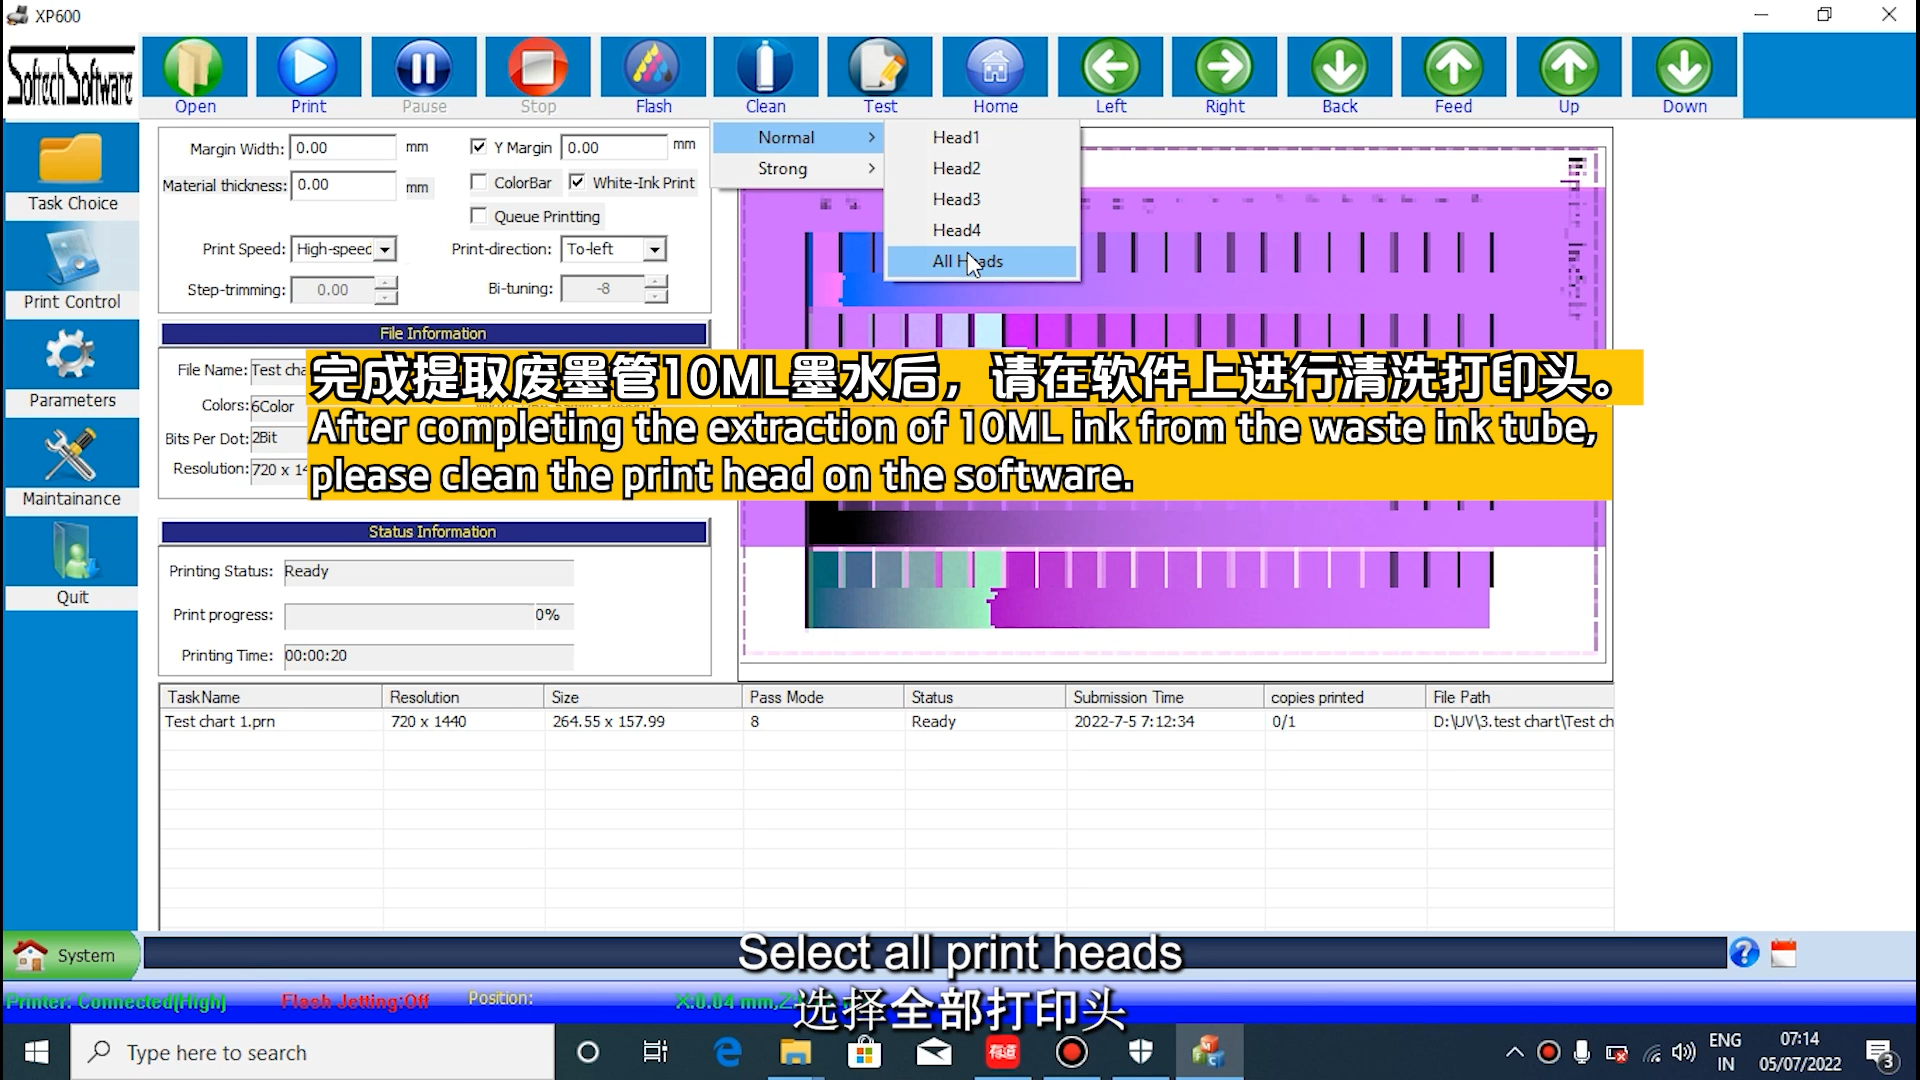 XP600
Softech Software
Open
Print
Pause
Stop
Flash
Clean
Test
Home
Left
Right
Back
Feed
Up
Down
Task Choice
Print Control
Parameters
Maintainance
Quit
Margin Width: 0.00 mm
Y Margin 0.00 mm
Material thickness: 0.00 mm
ColorBar
White-Ink Print
Queue Printting
Print Speed: High-speed
Print-direction: To-left
Step-trimming: 0.00
Bi-tuning: -8
Normal >
Strong >
Head1
Head2
Head3
Head4
All Heads
File Information
File Name: Test cha
Colors: 6Color
Bits Per Dot: 2Bit
Resolution: 720 x 14
完成提取废墨管10ML墨水后，请在软件上进行清洗打印头。
After completing the extraction of 10ML ink from the waste ink tube,
please clean the print head on the software.
Status Information
Printing Status: Ready
Print progress: 0%
Printing Time: 00:00:20
TaskName Resolution Size Pass Mode Status Submission Time copies printed File Path
Test chart 1.prn 720 x 1440 264.55 x 157.99 8 Ready 2022-7-5 7:12:34 0/1 D:\UV\3.test chart\Test ch
System
Select all print heads
Printer: Connected(High) Flash Jetting:Off Position: X:0.04 mm,Z
选择全部打印头
Type here to search
有道
ENG
IN
07:14
05/07/2022
3